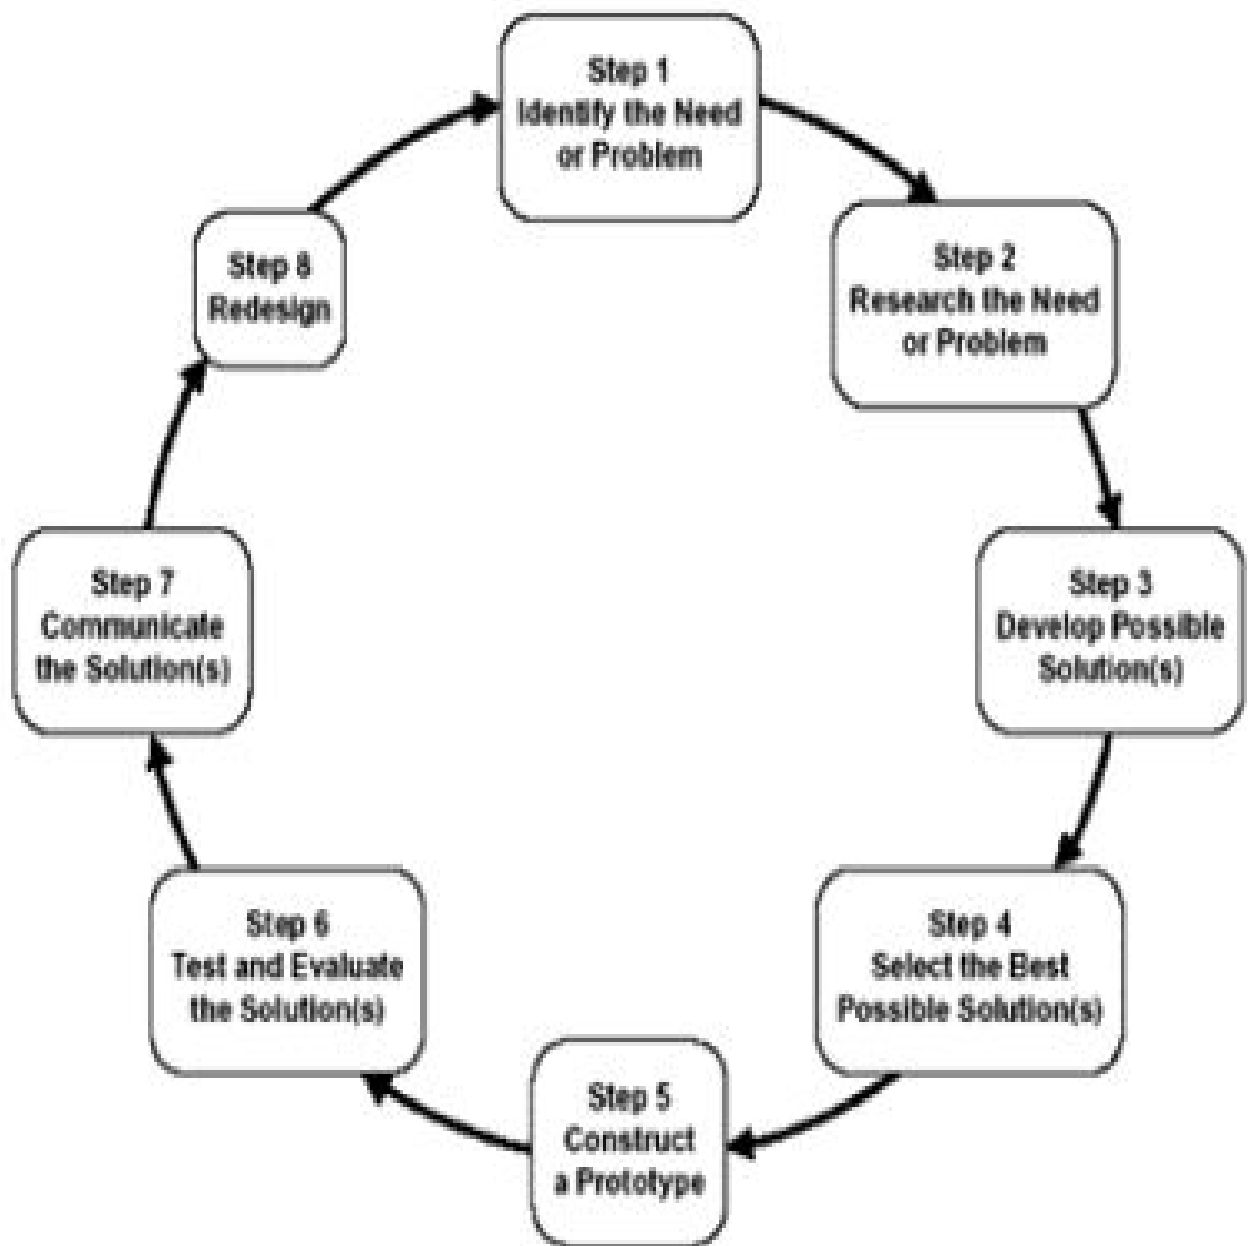 Step 1
Identify the Need
or Problem
Step 2
Research the Need
or Problem
Step 3
Develop Possible
Solution(s)
Step 4
Select the Best
Possible Solution(s)
Step 5
Construct
a Prototype
Step 6
Test and Evaluate
the Solution(s)
Step 7
Communicate
the Solution(s)
Step 8
Redesign